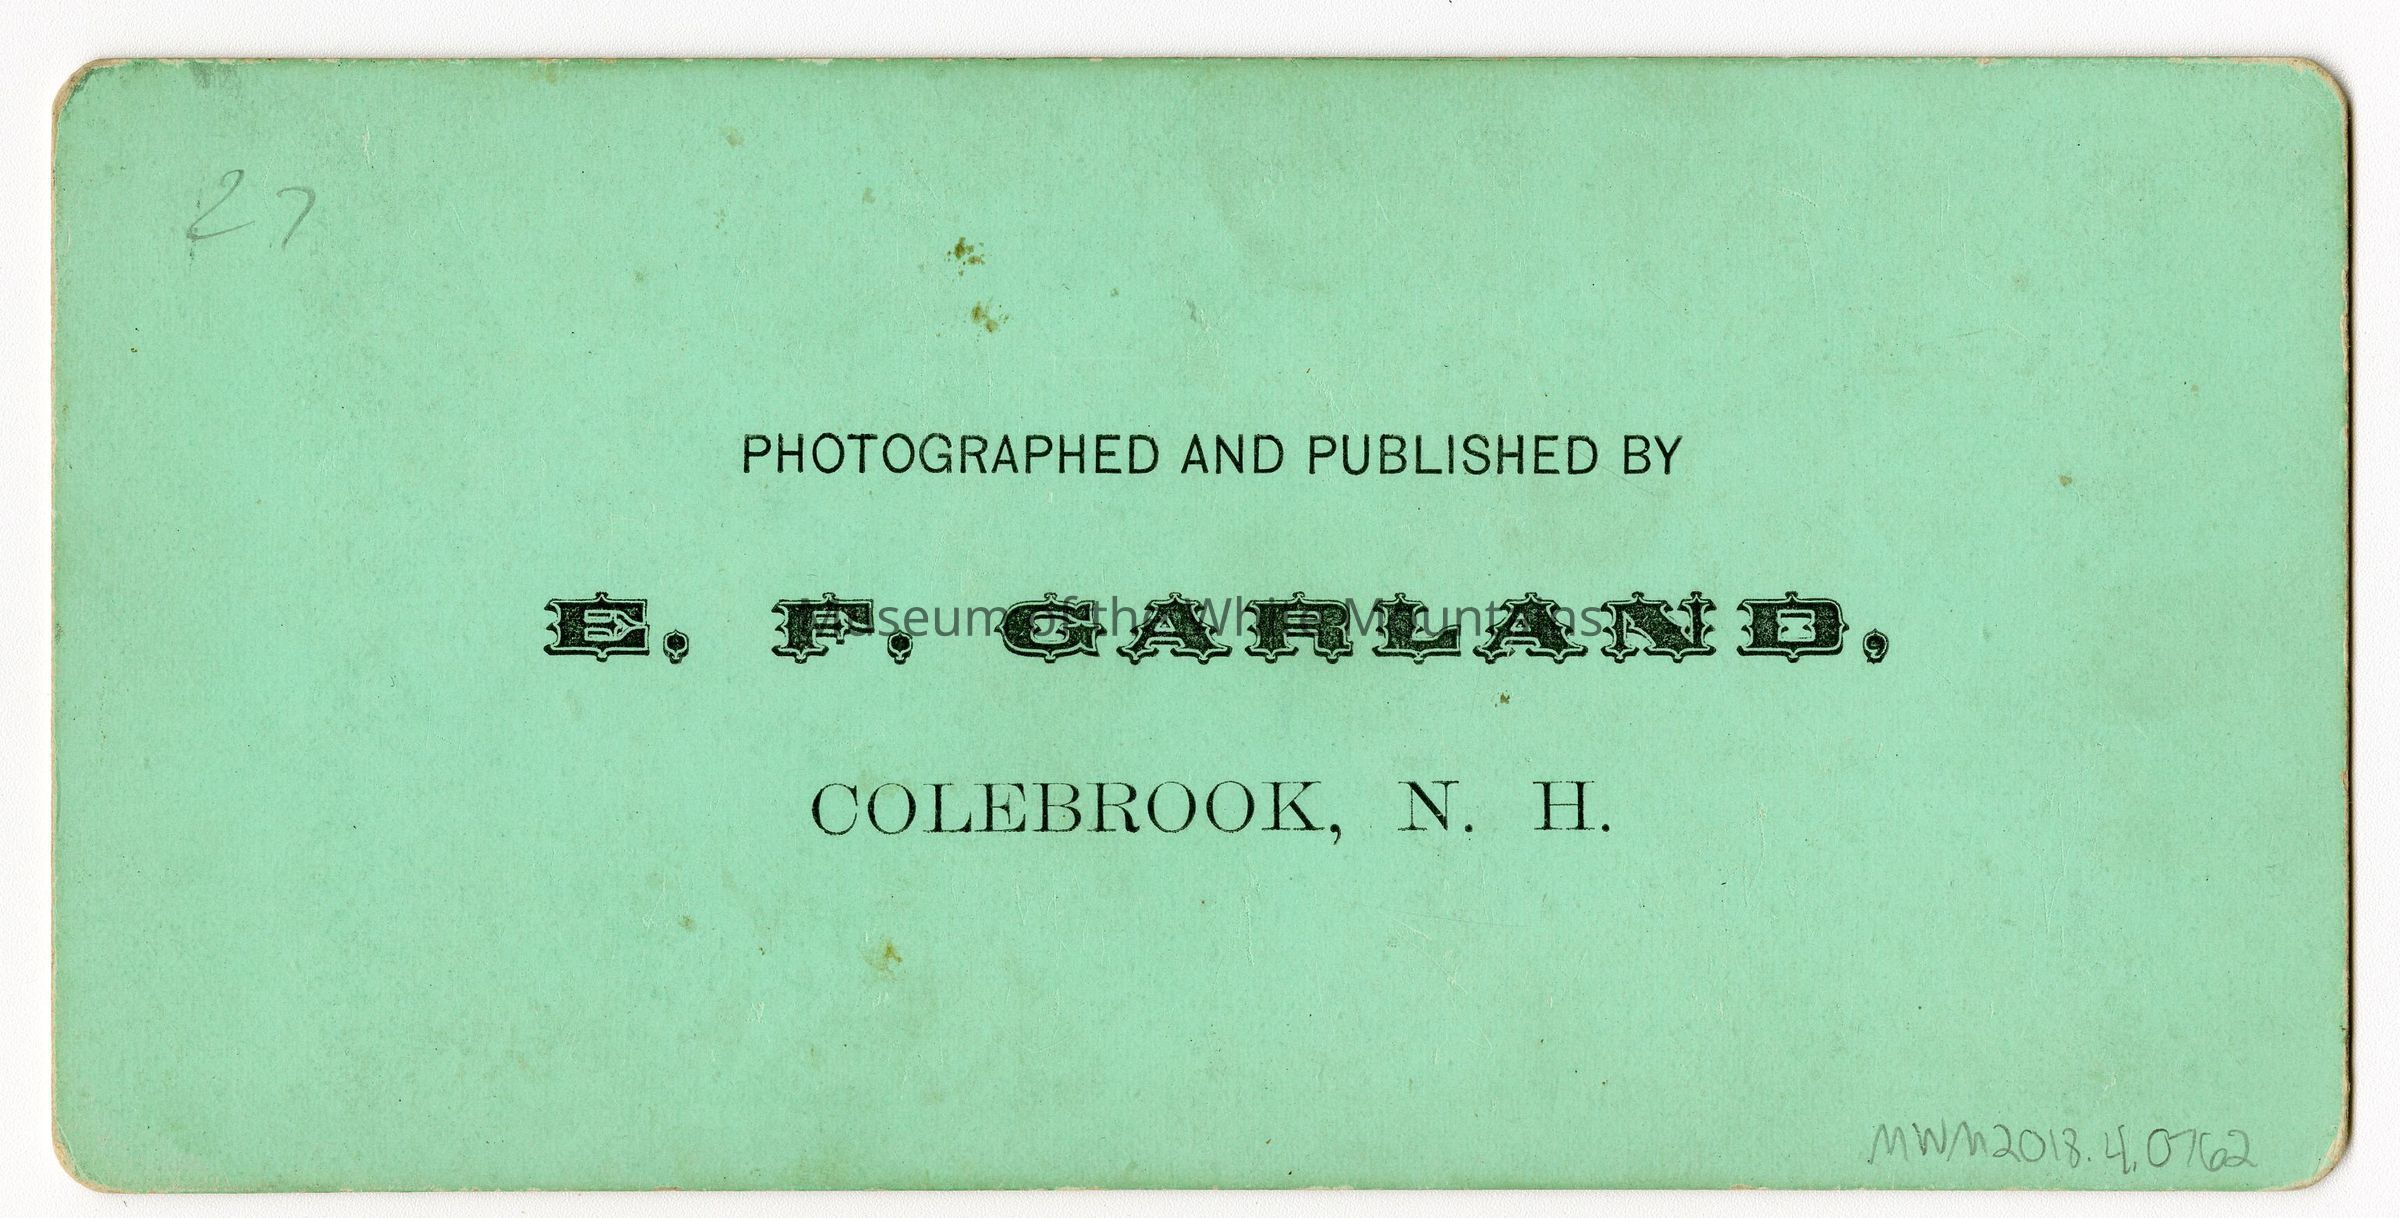 27
PHOTOGRAPHED AND PUBLISHED BY
E. F. GARLAND,
Museum of the White Mountains
COLEBROOK, N. H.
MWM2018.4.0762